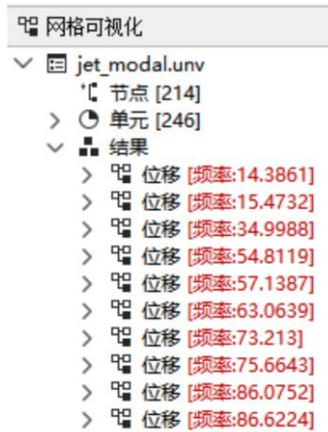 网格可视化
jet_modal.unv
节点 [214]
单元 [246]
结果
位移 [频率:14.3861]
位移 [频率:15.4732]
位移 [频率:34.9988]
位移 [频率:54.8119]
位移 [频率:57.1387]
位移 [频率:63.0639]
位移 [频率:73.213]
位移 [频率:75.6643]
位移 [频率:86.0752]
位移 [频率:86.6224]